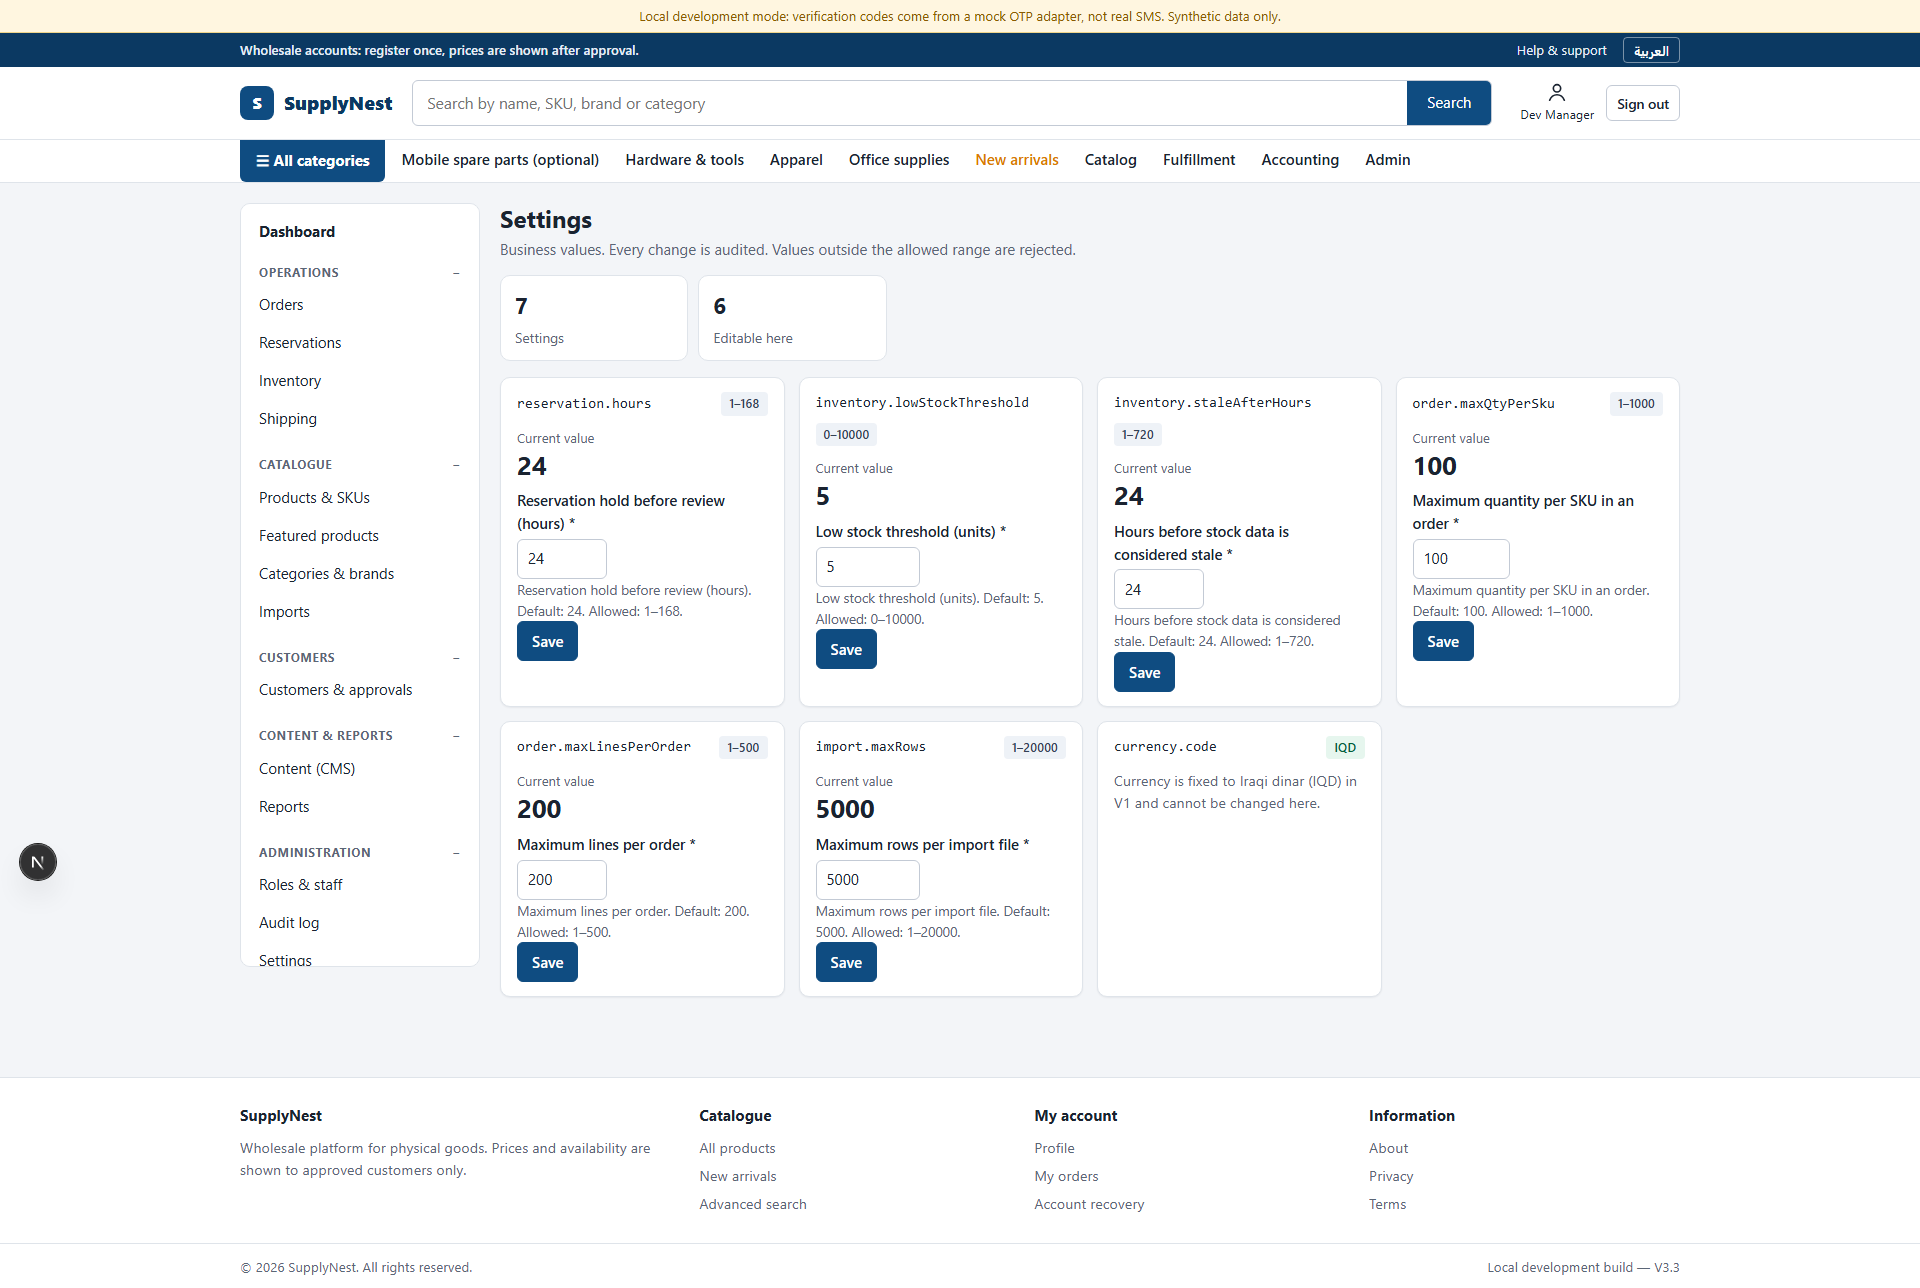 Local development mode: verification codes come from a mock OTP adapter, not real SMS. Synthetic data only.
Wholesale accounts: register once, prices are shown after approval.
Help & support
العربية
S SupplyNest
Search by name, SKU, brand or category
Search
Dev Manager
Sign out
☰ All categories
Mobile spare parts (optional)
Hardware & tools
Apparel
Office supplies
New arrivals
Catalog
Fulfillment
Accounting
Admin
Dashboard
OPERATIONS –
Orders
Reservations
Inventory
Shipping
CATALOGUE –
Products & SKUs
Featured products
Categories & brands
Imports
CUSTOMERS –
Customers & approvals
CONTENT & REPORTS –
Content (CMS)
Reports
ADMINISTRATION –
Roles & staff
Audit log
Settings
Settings
Business values. Every change is audited. Values outside the allowed range are rejected.
7
Settings
6
Editable here
reservation.hours 1–168
Current value
24
Reservation hold before review
(hours) *
24
Reservation hold before review (hours).
Default: 24. Allowed: 1–168.
Save
inventory.lowStockThreshold
0–10000
Current value
5
Low stock threshold (units) *
5
Low stock threshold (units). Default: 5.
Allowed: 0–10000.
Save
inventory.staleAfterHours
1–720
Current value
24
Hours before stock data is
considered stale *
24
Hours before stock data is considered
stale. Default: 24. Allowed: 1–720.
Save
order.maxQtyPerSku 1–1000
Current value
100
Maximum quantity per SKU in an
order *
100
Maximum quantity per SKU in an order.
Default: 100. Allowed: 1–1000.
Save
order.maxLinesPerOrder 1–500
Current value
200
Maximum lines per order *
200
Maximum lines per order. Default: 200.
Allowed: 1–500.
Save
import.maxRows 1–20000
Current value
5000
Maximum rows per import file *
5000
Maximum rows per import file. Default:
5000. Allowed: 1–20000.
Save
currency.code IQD
Currency is fixed to Iraqi dinar (IQD) in
V1 and cannot be changed here.
N
SupplyNest
Wholesale platform for physical goods. Prices and availability are
shown to approved customers only.
Catalogue
All products
New arrivals
Advanced search
My account
Profile
My orders
Account recovery
Information
About
Privacy
Terms
© 2026 SupplyNest. All rights reserved.
Local development build — V3.3